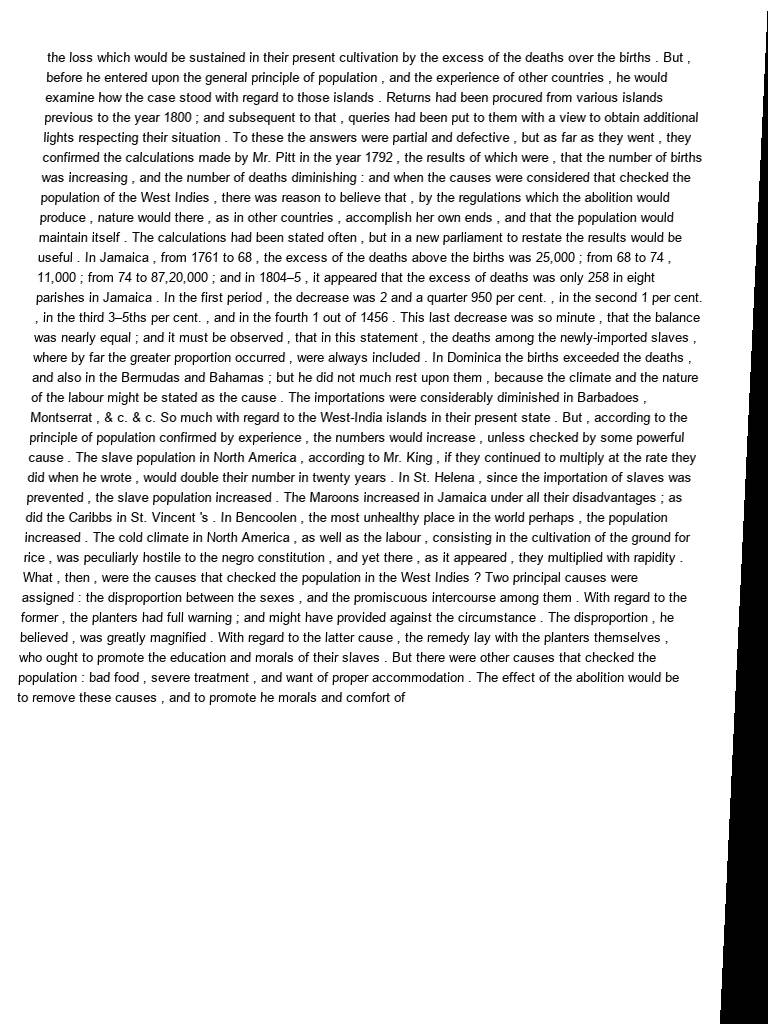 the loss which would be sustained in their present cultivation by the excess of the deaths over the births . But ,
before he entered upon the general principle of population , and the experience of other countries , he would
examine how the case stood with regard to those islands . Returns had been procured from various islands
previous to the year 1800 ; and subsequent to that , queries had been put to them with a view to obtain additional
lights respecting their situation . To these the answers were partial and defective , but as far as they went , they
confirmed the calculations made by Mr. Pitt in the year 1792 , the results of which were , that the number of births
was increasing , and the number of deaths diminishing : and when the causes were considered that checked the
population of the West Indies , there was reason to believe that , by the regulations which the abolition would
produce , nature would there , as in other countries , accomplish her own ends , and that the population would
maintain itself . The calculations had been stated often , but in a new parliament to restate the results would be
useful . In Jamaica , from 1761 to 68 , the excess of the deaths above the births was 25,000 ; from 68 to 74 ,
11,000 ; from 74 to 87,20,000 ; and in 1804–5 , it appeared that the excess of deaths was only 258 in eight
parishes in Jamaica . In the first period , the decrease was 2 and a quarter 950 per cent. , in the second 1 per cent.
, in the third 3–5ths per cent. , and in the fourth 1 out of 1456 . This last decrease was so minute , that the balance
was nearly equal ; and it must be observed , that in this statement , the deaths among the newly-imported slaves ,
where by far the greater proportion occurred , were always included . In Dominica the births exceeded the deaths ,
and also in the Bermudas and Bahamas ; but he did not much rest upon them , because the climate and the nature
of the labour might be stated as the cause . The importations were considerably diminished in Barbadoes ,
Montserrat , & c. & c. So much with regard to the West-India islands in their present state . But , according to the
principle of population confirmed by experience , the numbers would increase , unless checked by some powerful
cause . The slave population in North America , according to Mr. King , if they continued to multiply at the rate they
did when he wrote , would double their number in twenty years . In St. Helena , since the importation of slaves was
prevented , the slave population increased . The Maroons increased in Jamaica under all their disadvantages ; as
did the Caribbs in St. Vincent 's . In Bencoolen , the most unhealthy place in the world perhaps , the population
increased . The cold climate in North America , as well as the labour , consisting in the cultivation of the ground for
rice , was peculiarly hostile to the negro constitution , and yet there , as it appeared , they multiplied with rapidity .
What , then , were the causes that checked the population in the West Indies ? Two principal causes were
assigned : the disproportion between the sexes , and the promiscuous intercourse among them . With regard to the
former , the planters had full warning ; and might have provided against the circumstance . The disproportion , he
believed , was greatly magnified . With regard to the latter cause , the remedy lay with the planters themselves ,
who ought to promote the education and morals of their slaves . But there were other causes that checked the
population : bad food , severe treatment , and want of proper accommodation . The effect of the abolition would be
to remove these causes , and to promote he morals and comfort of